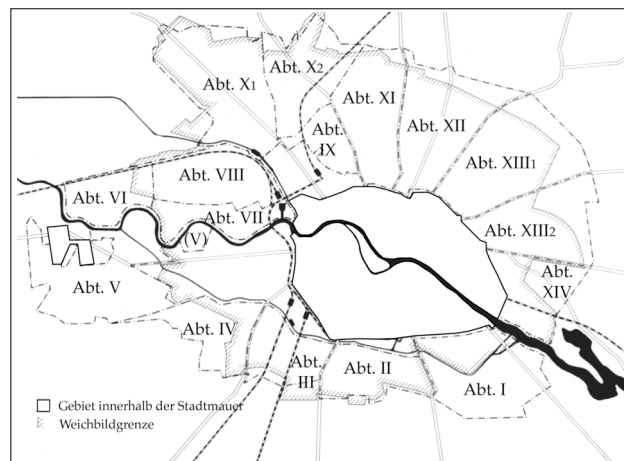 Abt. X1
Abt. X2
Abt. XI
Abt. IX
Abt. XII
Abt. XIII1
Abt. VIII
Abt. VI
Abt. VII
(V)
Abt. XIII2
Abt. XIV
Abt. V
Abt. IV
Abt. III
Abt. II
Abt. I
Gebiet innerhalb der Stadtmauer
Weichbildgrenze